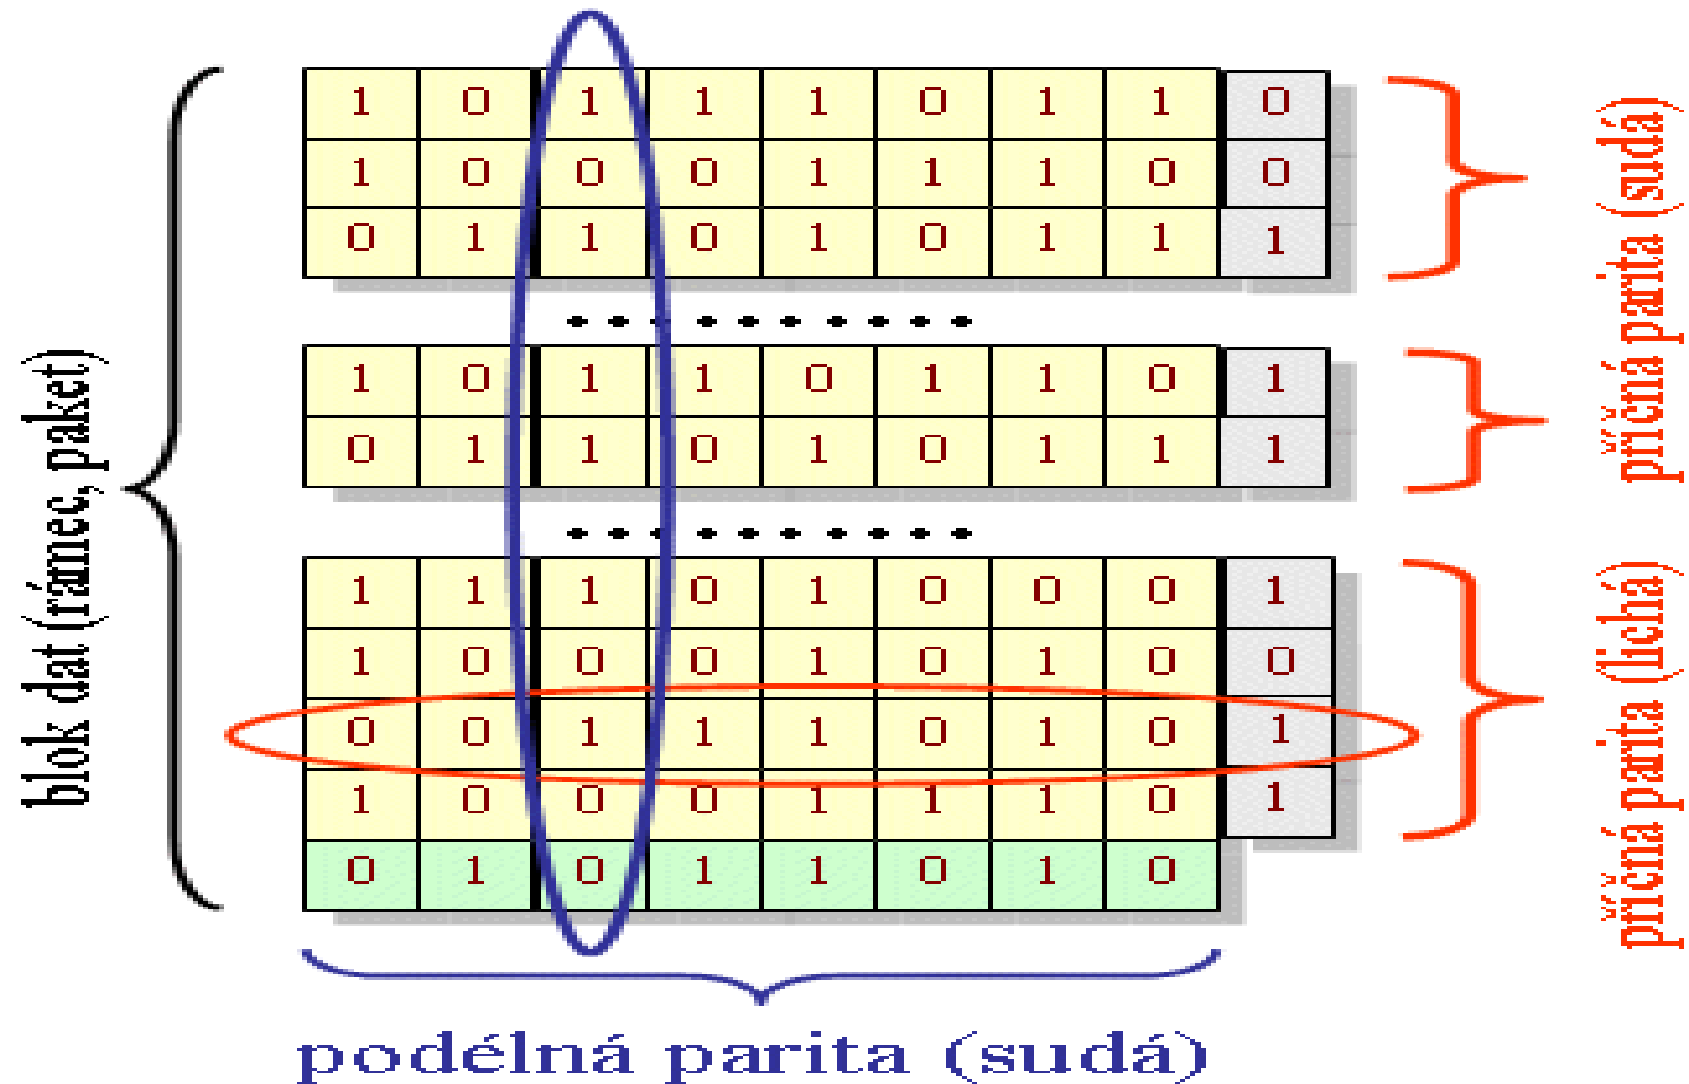 1 0 1 1 1 0 1 1 0
1 0 0 0 1 1 1 0 0
0 1 1 0 1 0 1 1 1
1 0 1 1 0 1 1 0 1
0 1 1 0 1 0 1 1 1
1 1 1 0 1 0 0 0 1
1 0 0 0 1 0 1 0 0
0 0 1 1 1 0 1 0 1
1 0 0 0 1 1 1 0 1
0 1 0 1 1 0 1 0
blok dat (rámec, paket)
příčná parita (sudá)
příčná parita (lichá)
podélná parita (sudá)